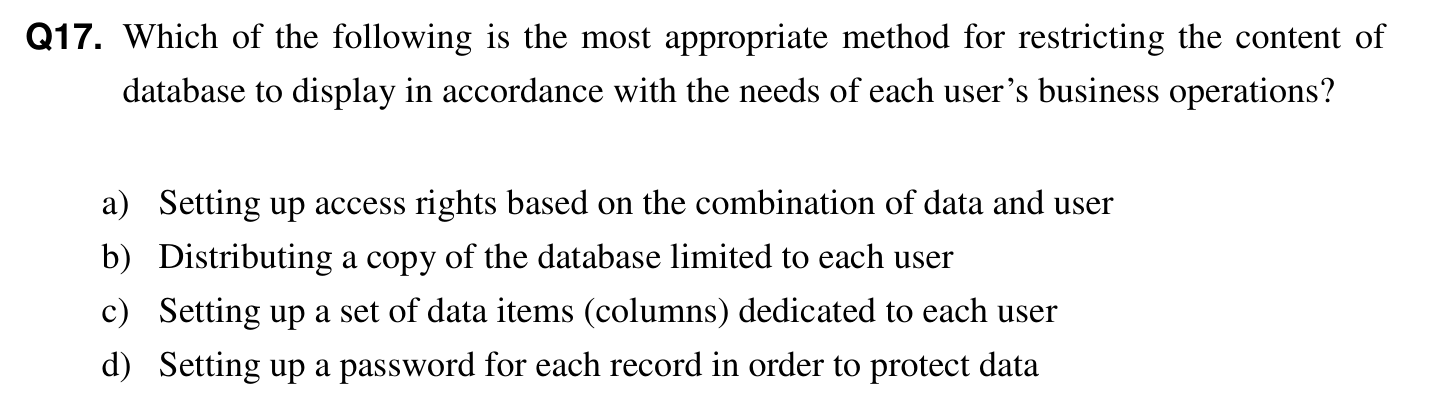 Q17. Which of the following is the most appropriate method for restricting the content of
database to display in accordance with the needs of each user’s business operations?
a) Setting up access rights based on the combination of data and user
b) Distributing a copy of the database limited to each user
c) Setting up a set of data items (columns) dedicated to each user
d) Setting up a password for each record in order to protect data